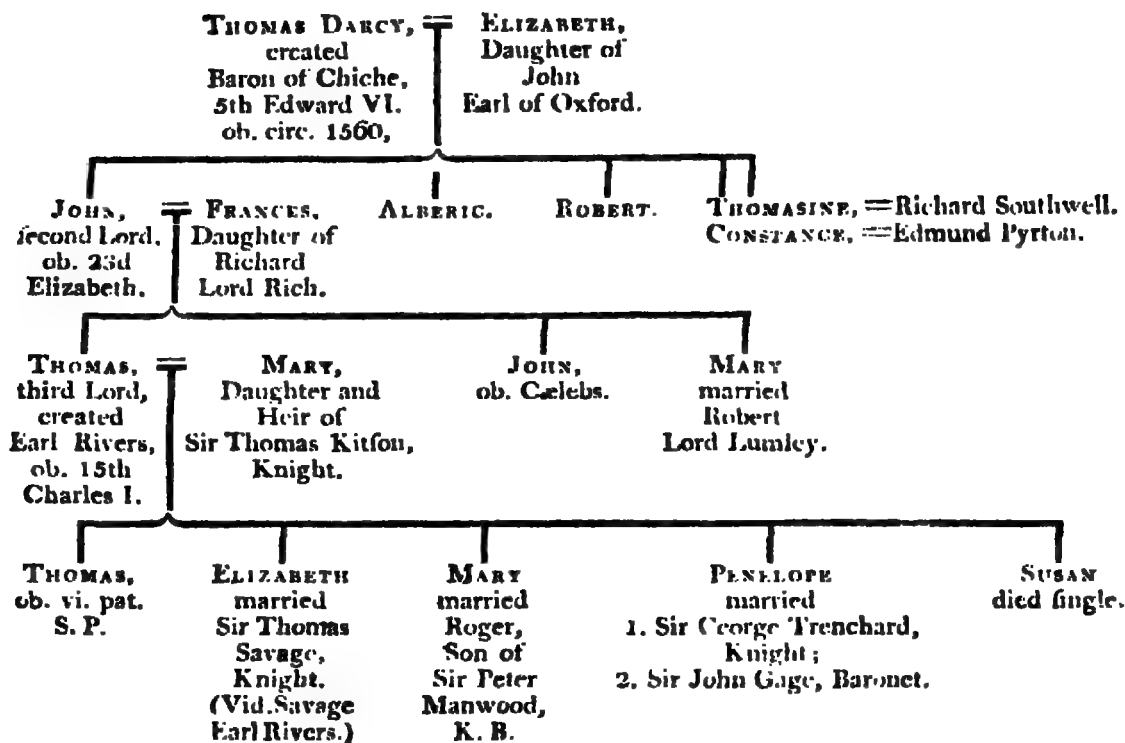 THOMAS DARCY,
created
Baron of Chiche,
5th Edward VI.
ob. circ. 1560,
=
ELIZABETH,
Daughter of
John
Earl of Oxford.
JOHN,
ſecond Lord.
ob. 23d
Elizabeth.
=
FRANCES,
Daughter of
Richard
Lord Rich.
ALBERIC.
ROBERT.
THOMASINE, =Richard Southwell.
CONSTANCE, =Edmund Pyrton.
THOMAS,
third Lord,
created
Earl Rivers,
ob. 15th
Charles I.
=
MARY,
Daughter and
Heir of
Sir Thomas Kitſon,
Knight.
JOHN,
ob. Cælebs.
MARY
married
Robert
Lord Lumley.
THOMAS,
ob. vi. pat.
S. P.
ELIZABETH
married
Sir Thomas
Savage,
Knight.
(Vid. Savage
Earl Rivers.)
MARY
married
Roger,
Son of
Sir Peter
Manwood,
K. B.
PENELOPE
married
1. Sir George Trenchard,
Knight;
2. Sir John Gage, Baronet.
SUSAN
died ſingle.